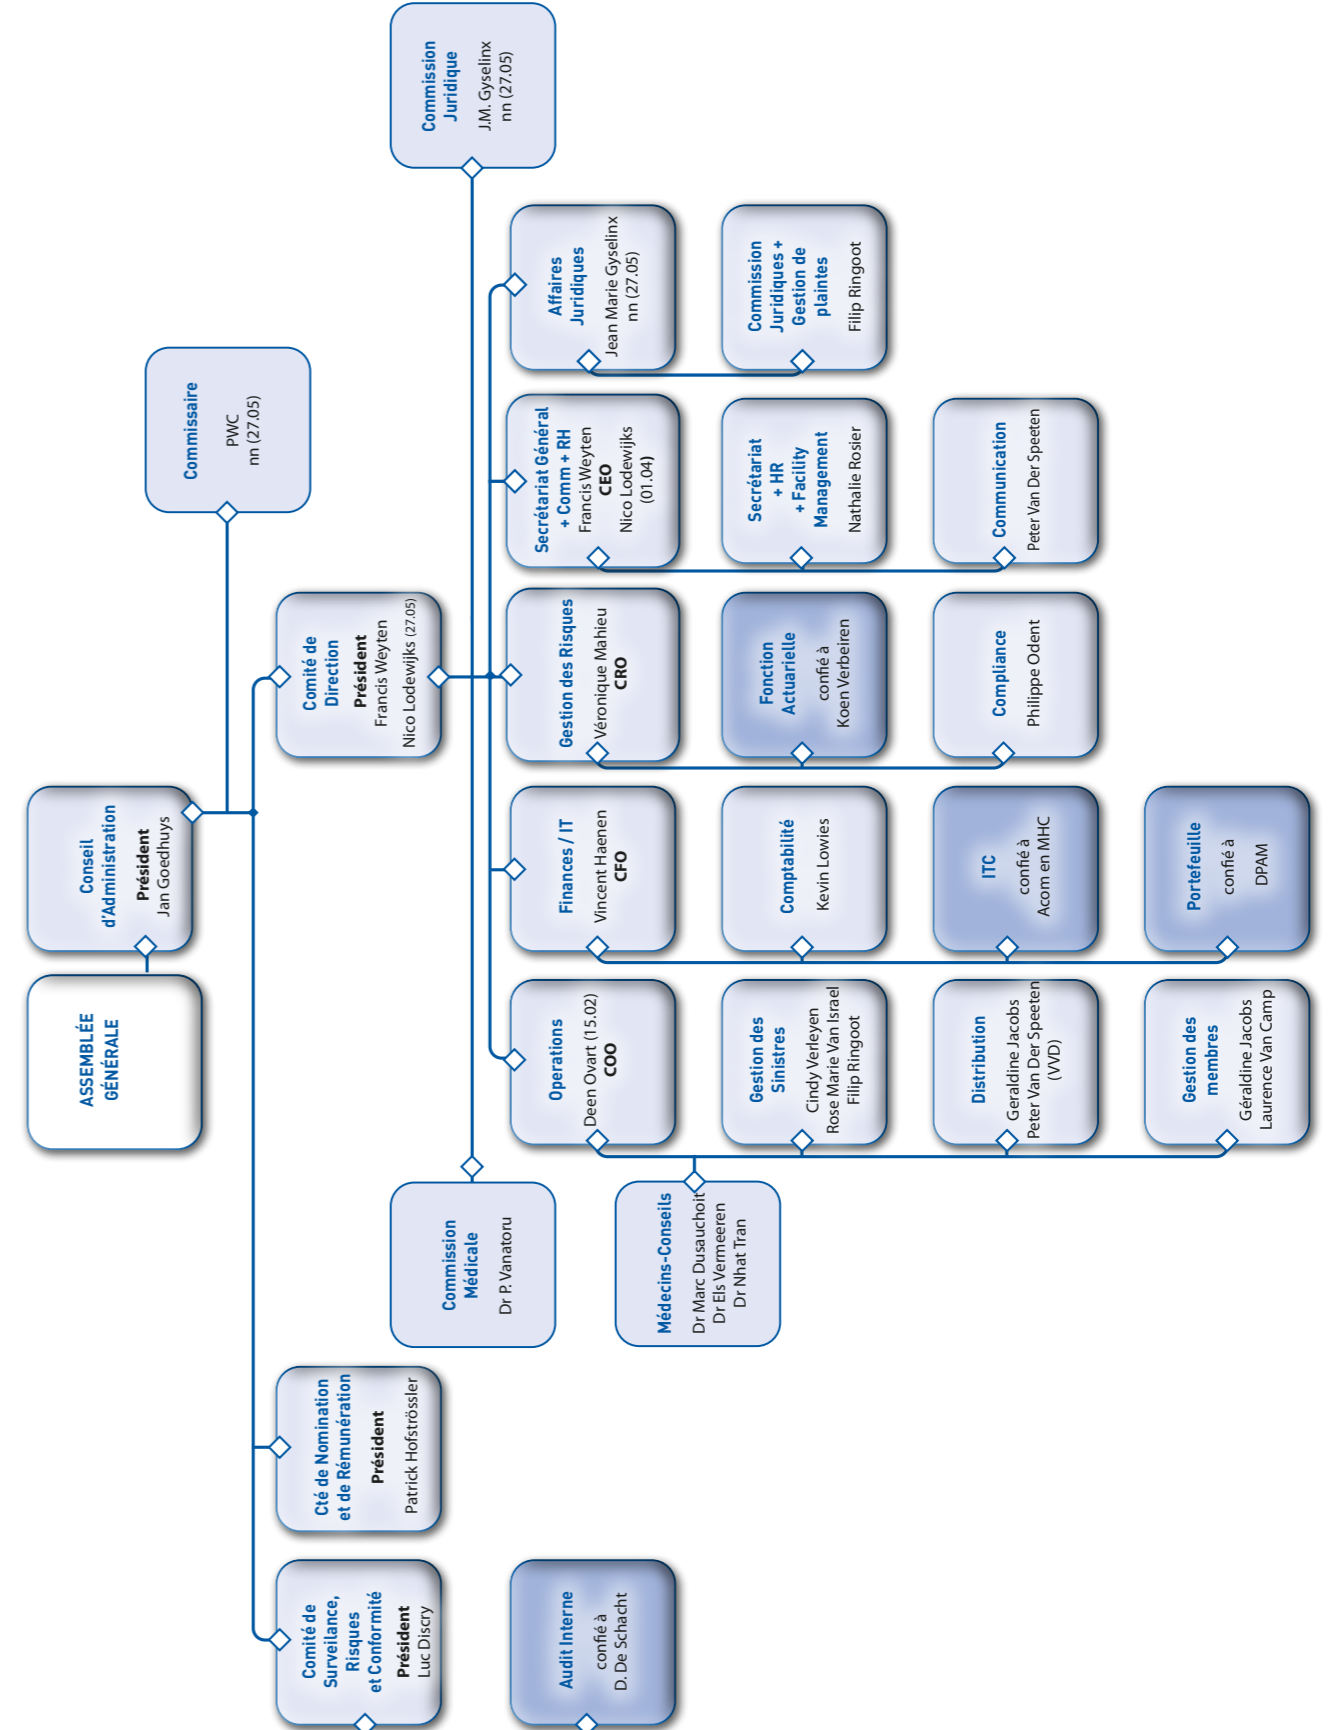 ASSEMBLÉE
GÉNÉRALE
Conseil
d'Administration
Président
Jan Goedhuys
Commissaire
PWC
nn (27.05)
Comité de
Surveilance,
Risques
et Conformité
Président
Luc Discry
Cté de Nomination
et de Rémunération
Président
Patrick Hofströssler
Comité de
Direction
Président
Francis Weyten
Nico Lodewijks (27.05)
Commission
Médicale
Dr P. Vanatoru
Commission
Juridique
J.M. Gyselinx
nn (27.05)
Audit Interne
confié à
D. De Schacht
Operations
Deen Ovart (15.02)
COO
Finances / IT
Vincent Haenen
CFO
Gestion des Risques
Véronique Mahieu
CRO
Secrétariat Général
+ Comm + RH
Francis Weyten
CEO
Nico Lodewijks
(01.04)
Affaires
Juridiques
Jean Marie Gyselinx
nn (27.05)
Médecins-Conseils
Dr Marc Dusauchoit
Dr Els Vermeeren
Dr Nhat Tran
Gestion des
Sinistres
Cindy Verleyen
Rose Marie Van Israel
Filip Ringoot
Comptabilité
Kevin Lowies
Fonction
Actuarielle
confié à
Koen Verbeiren
Secrétariat
+ HR
+ Facility
Management
Nathalie Rosier
Commission
Juridiques +
Gestion de
plaintes
Filip Ringoot
Distribution
Geraldine Jacobs
Peter Van Der Speeten
(VVD)
ITC
confié à
Acom en MHC
Compliance
Philippe Odent
Communication
Peter Van Der Speeten
Gestion des
membres
Géraldine Jacobs
Laurence Van Camp
Portefeuille
confié à
DPAM